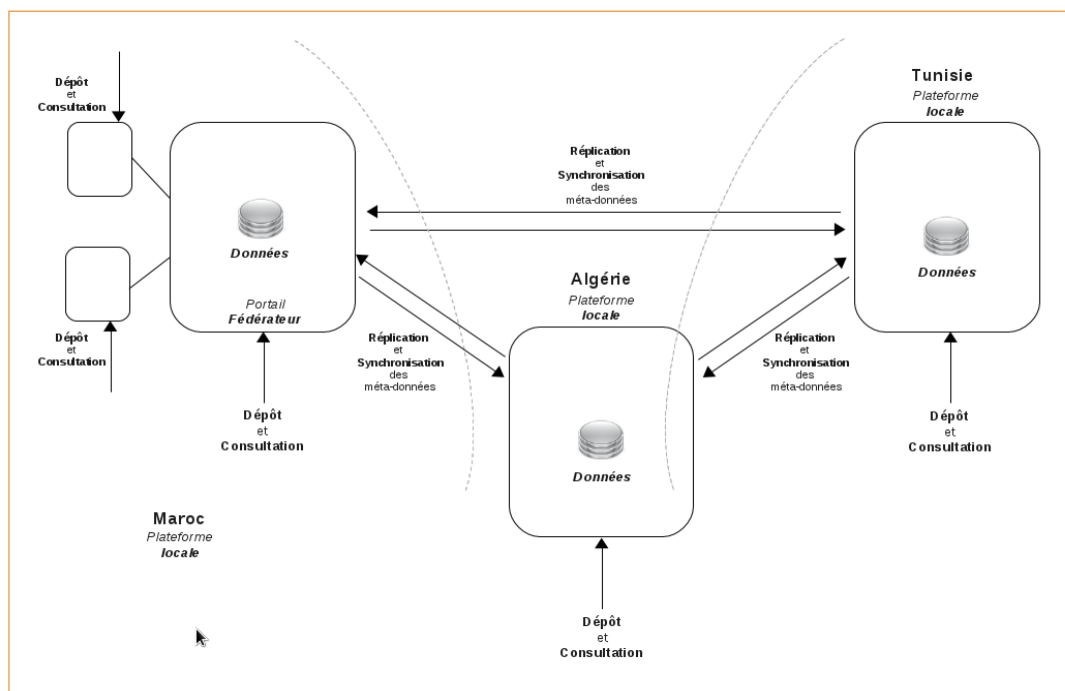 Dépôt
et
Consultation
Dépôt
et
Consultation
Données
Portail
Fédérateur
Dépôt
et
Consultation
Maroc
Plateforme
locale
Réplication
et
Synchronisation
des
méta-données
Réplication
et
Synchronisation
des
méta-données
Algérie
Plateforme
locale
Données
Dépôt
et
Consultation
Réplication
et
Synchronisation
des
méta-données
Tunisie
Plateforme
locale
Données
Dépôt
et
Consultation